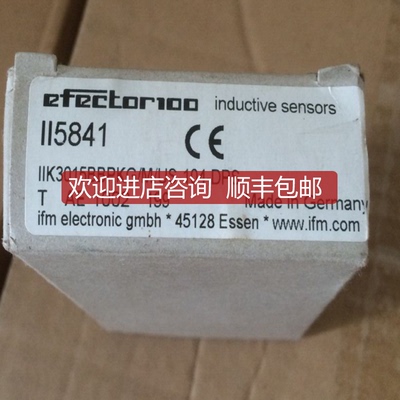 efector100 inductive sensors
II5841
CE
欢迎进店咨询 顺丰包邮
Made in Germany
ifm electronic gmbh * 45128 Essen * www.ifm.com